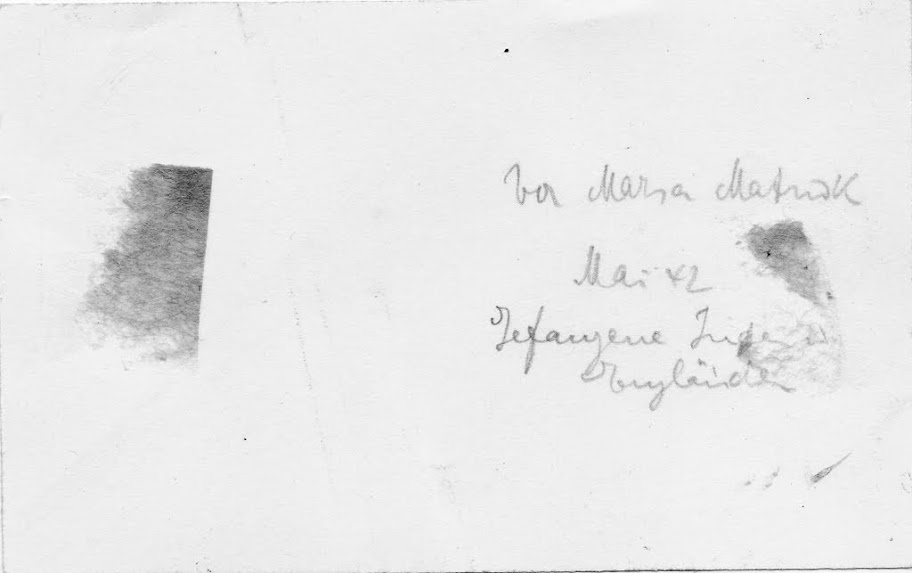 Vor Marsa Matruk
Mai 42
Gefangene Inder u.
Engländer